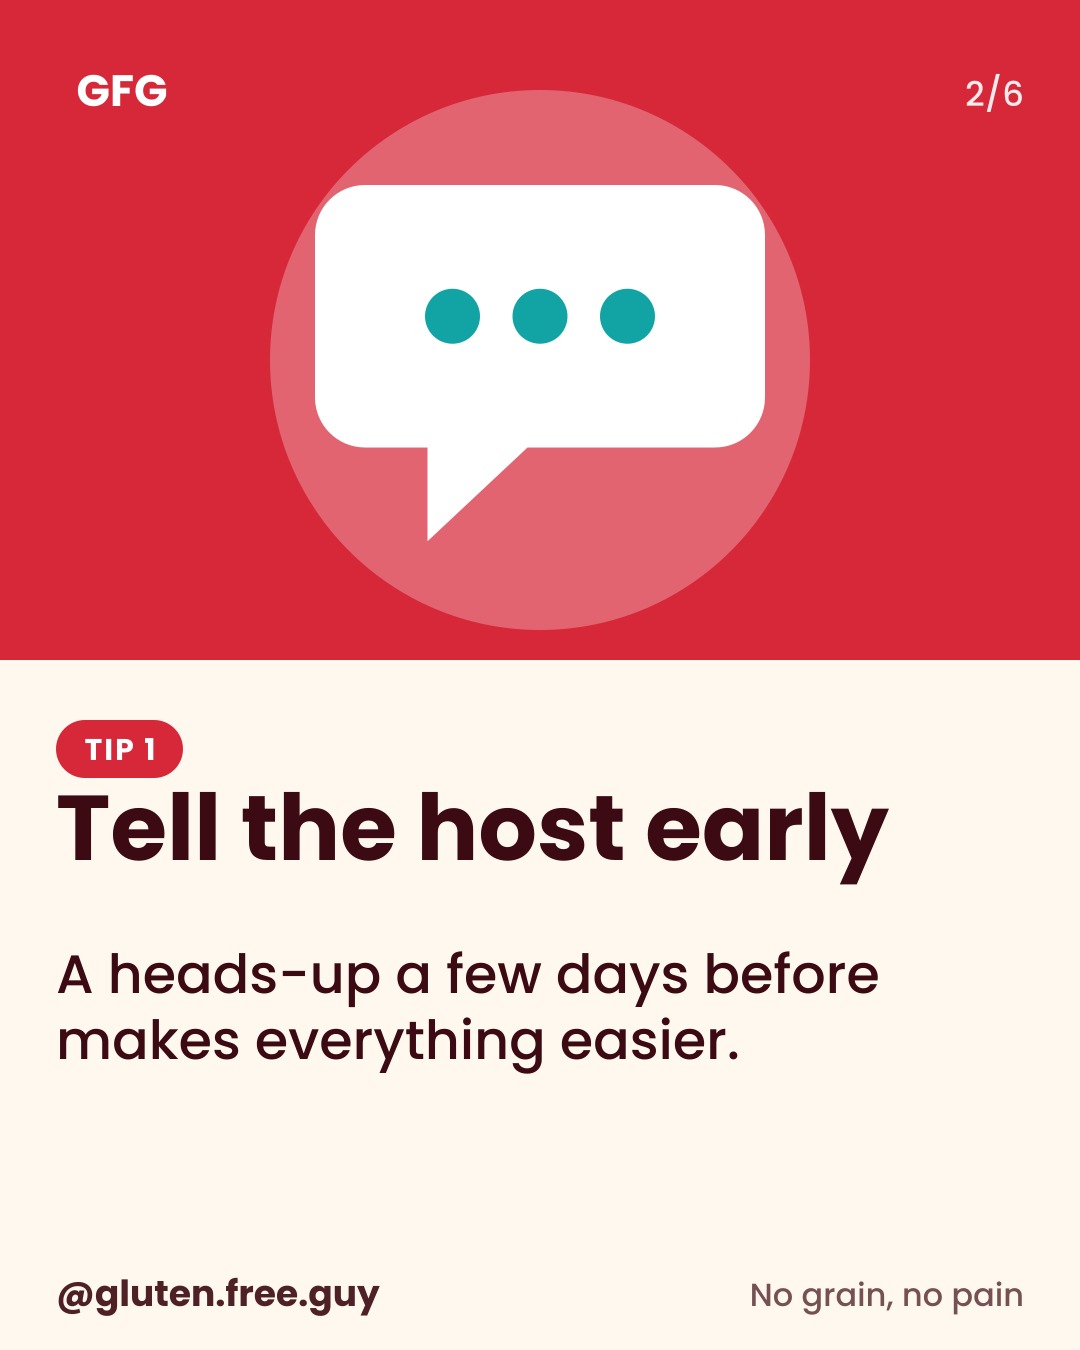 GFG
2/6
TIP 1
Tell the host early
A heads-up a few days before
makes everything easier.
@gluten.free.guy
No grain, no pain